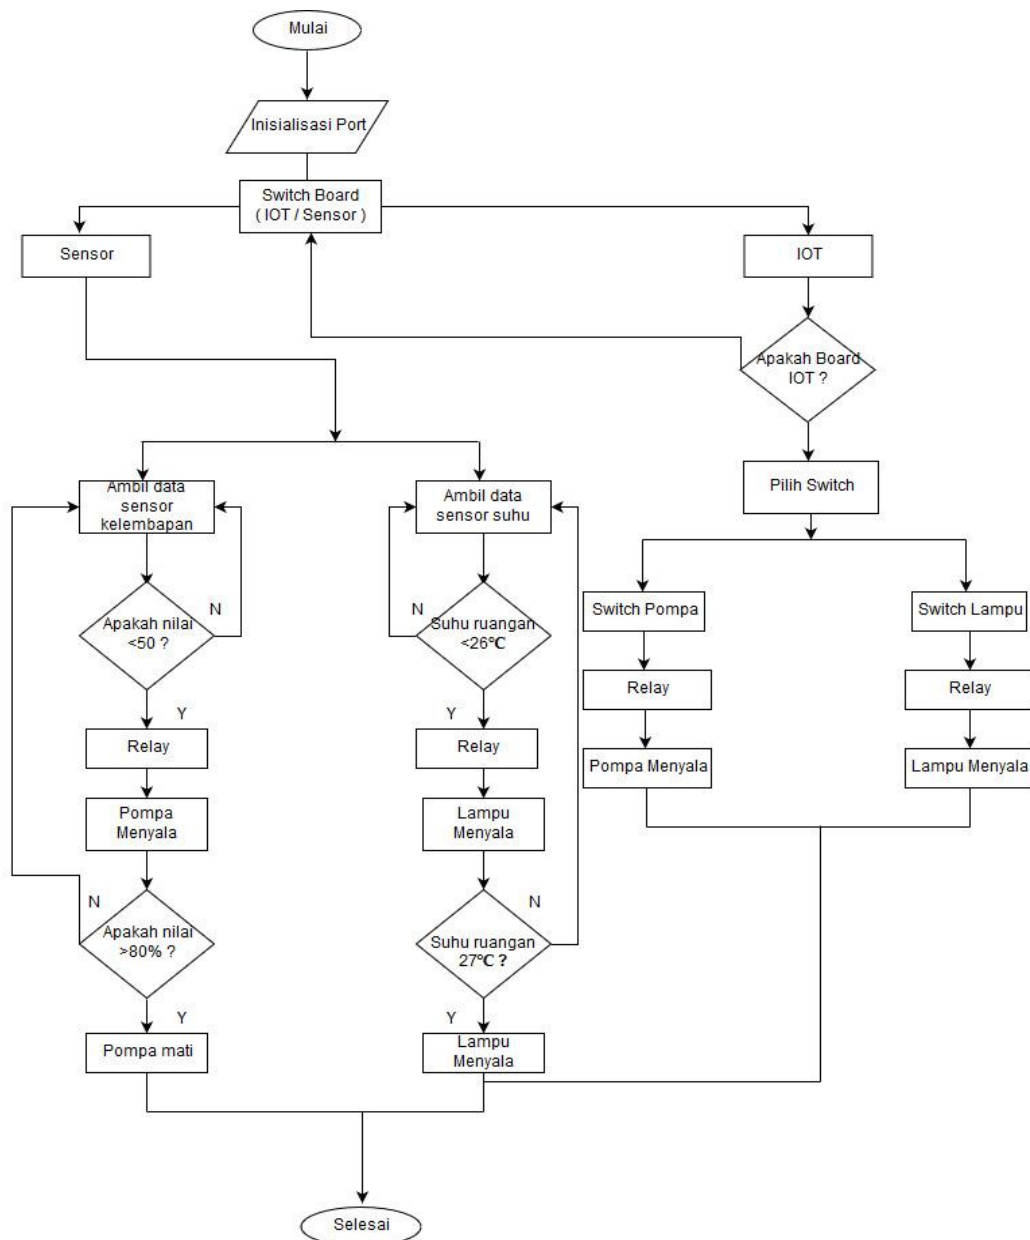 Mulai
Inisialisasi Port
Switch Board
( IOT / Sensor )
Sensor
IOT
Apakah Board
IOT ?
Pilih Switch
Ambil data
sensor
kelembapan
Ambil data
sensor suhu
Apakah nilai
<50 ?
N
N
Suhu ruangan
<26℃
Switch Pompa
Switch Lampu
Y
Y
Relay
Relay
Relay
Relay
Pompa
Menyala
Lampu
Menyala
Pompa Menyala
Lampu Menyala
N
Apakah nilai
>80% ?
N
Suhu ruangan
27℃ ?
Y
Y
Pompa mati
Lampu
Menyala
Selesai